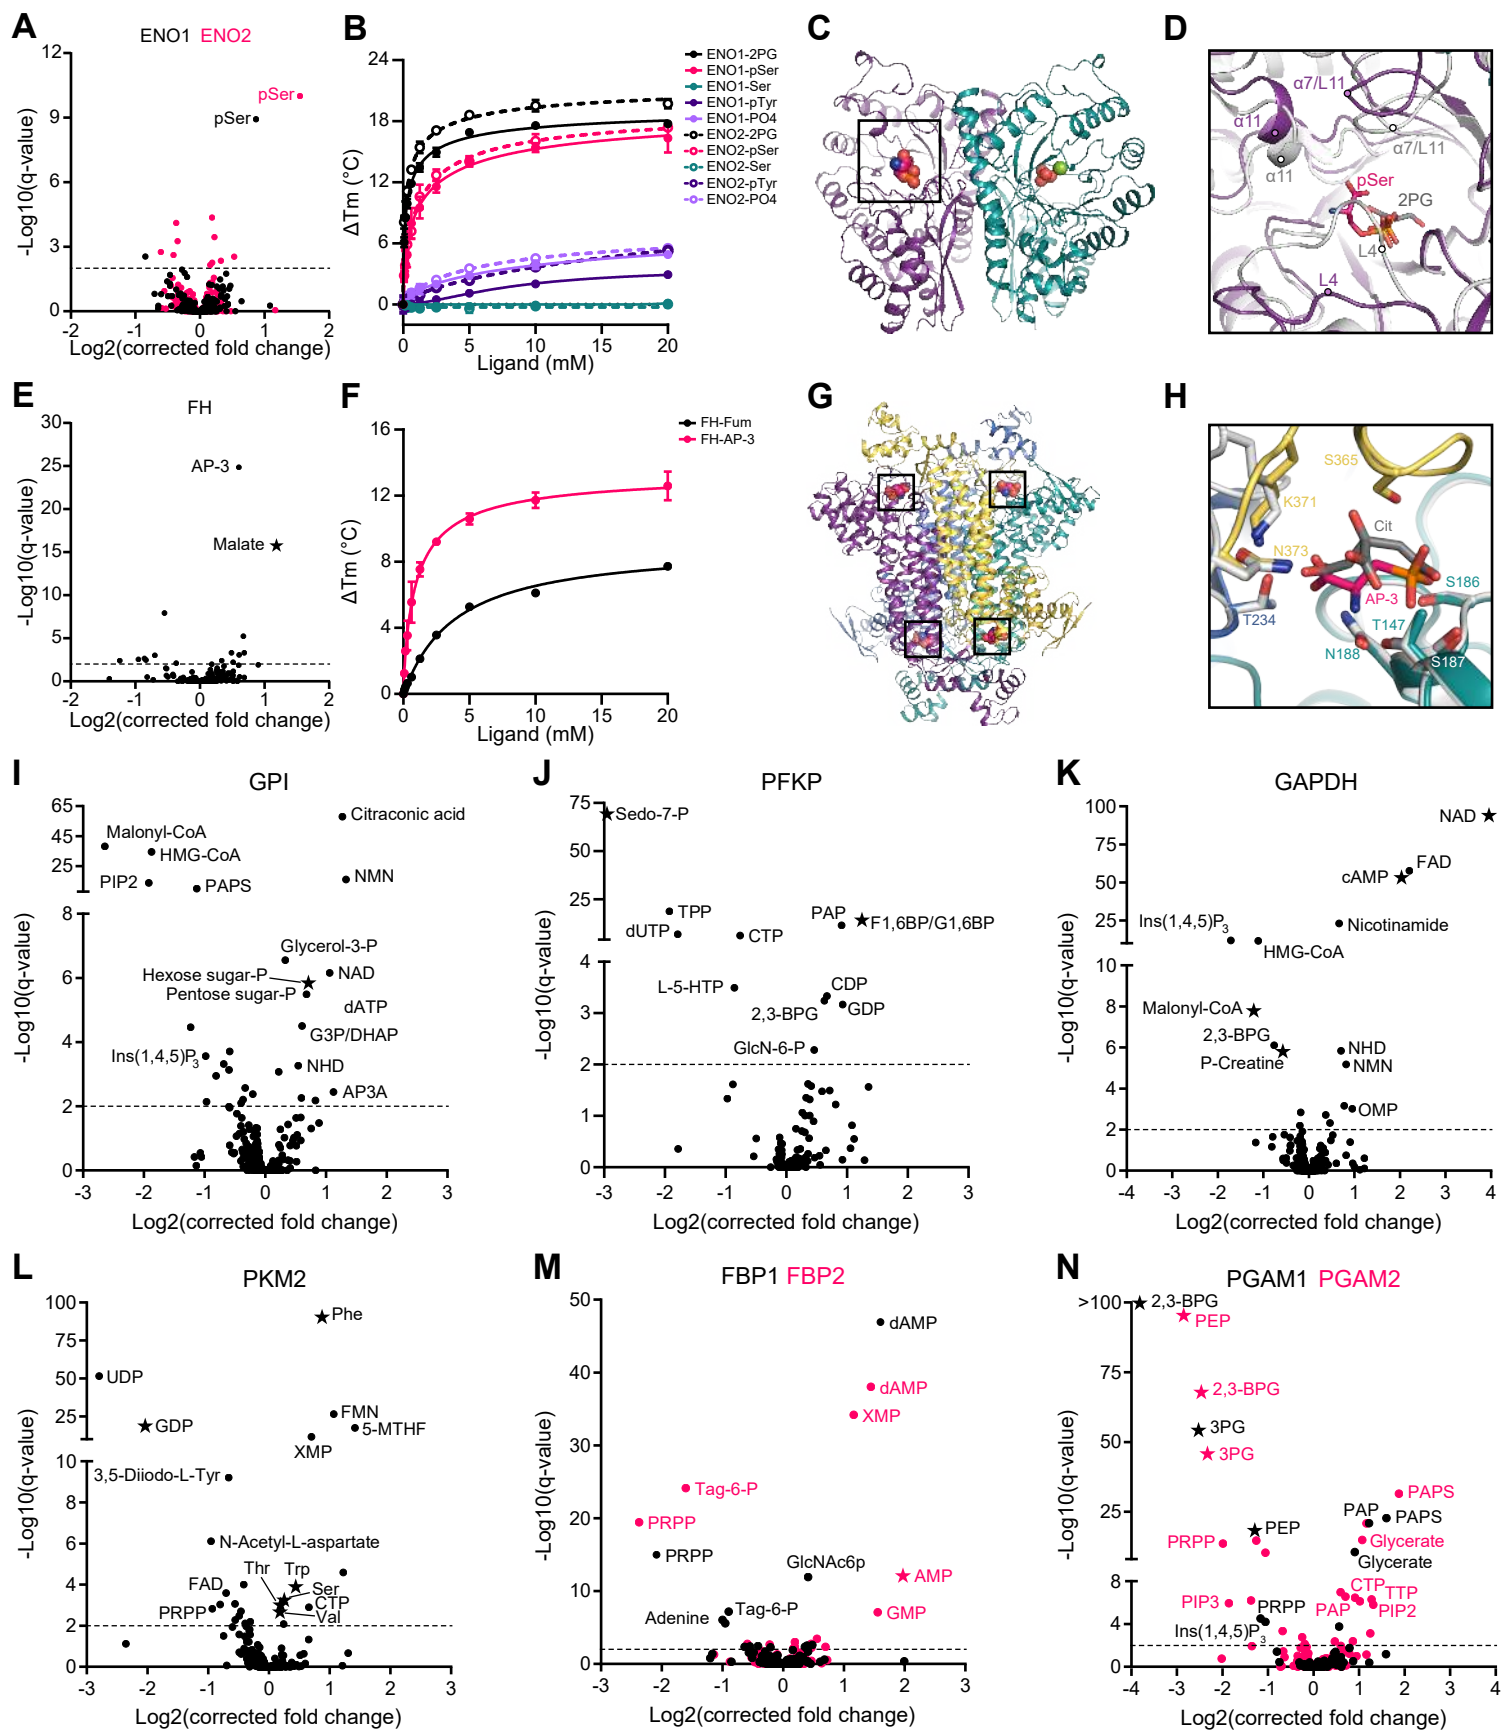 A
ENO1 ENO2
-Log10(q-value)
12
9
6
3
0
pSer
pSer
-2
-1
0
1
2
Log2(corrected fold change)
B
ΔTm (°C)
24
18
12
6
0
0
5
10
15
20
Ligand (mM)
ENO1-2PG
ENO1-pSer
ENO1-Ser
ENO1-pTyr
ENO1-PO4
ENO2-2PG
ENO2-pSer
ENO2-Ser
ENO2-pTyr
ENO2-PO4
C
D
α7/L11
α11
α7/L11
α11
pSer
2PG
L4
L4
E
FH
-Log10(q-value)
30
25
20
15
10
5
0
AP-3
Malate
-2
-1
0
1
2
Log2(corrected fold change)
F
ΔTm (°C)
16
12
8
4
0
0
5
10
15
20
Ligand (mM)
FH-Fum
FH-AP-3
G
H
S365
K371
Cit
N373
S186
AP-3
T234
T147
N188
S187
I
GPI
-Log10(q-value)
65
45
25
8
6
4
2
0
Citraconic acid
Malonyl-CoA
HMG-CoA
PIP2
PAPS
NMN
Glycerol-3-P
Hexose sugar-P
NAD
Pentose sugar-P
dATP
G3P/DHAP
Ins(1,4,5)P3
NHD
AP3A
-3
-2
-1
0
1
2
3
Log2(corrected fold change)
J
PFKP
-Log10(q-value)
75
50
25
3
2
1
0
Sedo-7-P
TPP
dUTP
CTP
PAP
F1,6BP/G1,6BP
L-5-HTP
CDP
2,3-BPG
GDP
GlcN-6-P
-3
-2
-1
0
1
2
3
Log2(corrected fold change)
K
GAPDH
-Log10(q-value)
100
75
50
25
10
8
6
4
2
0
NAD
FAD
cAMP
Ins(1,4,5)P3
Nicotinamide
HMG-CoA
Malonyl-CoA
2,3-BPG
P-Creatine
NHD
NMN
OMP
-4
-3
-2
-1
0
1
2
3
4
Log2(corrected fold change)
L
PKM2
-Log10(q-value)
100
75
50
25
10
8
6
4
2
0
Phe
UDP
GDP
FMN
5-MTHF
XMP
3,5-Diiodo-L-Tyr
N-Acetyl-L-aspartate
Thr
Trp
FAD
Ser
CTP
PRPP
Val
-3
-2
-1
0
1
2
3
Log2(corrected fold change)
M
FBP1 FBP2
-Log10(q-value)
50
40
30
20
10
0
dAMP
dAMP
XMP
Tag-6-P
PRPP
PRPP
GlcNAc6p
AMP
Tag-6-P
Adenine
GMP
-3
-2
-1
0
1
2
3
Log2(corrected fold change)
N
PGAM1 PGAM2
-Log10(q-value)
>100
75
50
25
8
4
2
0
2,3-BPG
PEP
2,3-BPG
3PG
3PG
PAPS
PAP
PAPS
PEP
PRPP
Glycerate
Glycerate
CTP
TTP
PIP3
PRPP
PAP
PIP2
Ins(1,4,5)P3
-4
-3
-2
-1
0
1
2
3
4
Log2(corrected fold change)